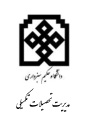 دانشگاه حکیم سبزواری
مدیریت تحصیلات تکمیلی